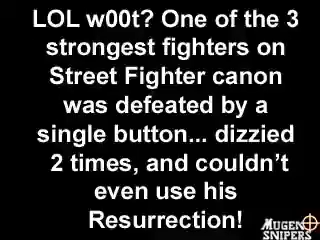 LOL w00t? One of the 3
strongest fighters on
Street Fighter canon
was defeated by a
single button... dizzied
2 times, and couldn’t
even use his
Resurrection!
MUGEN
SNIPERS